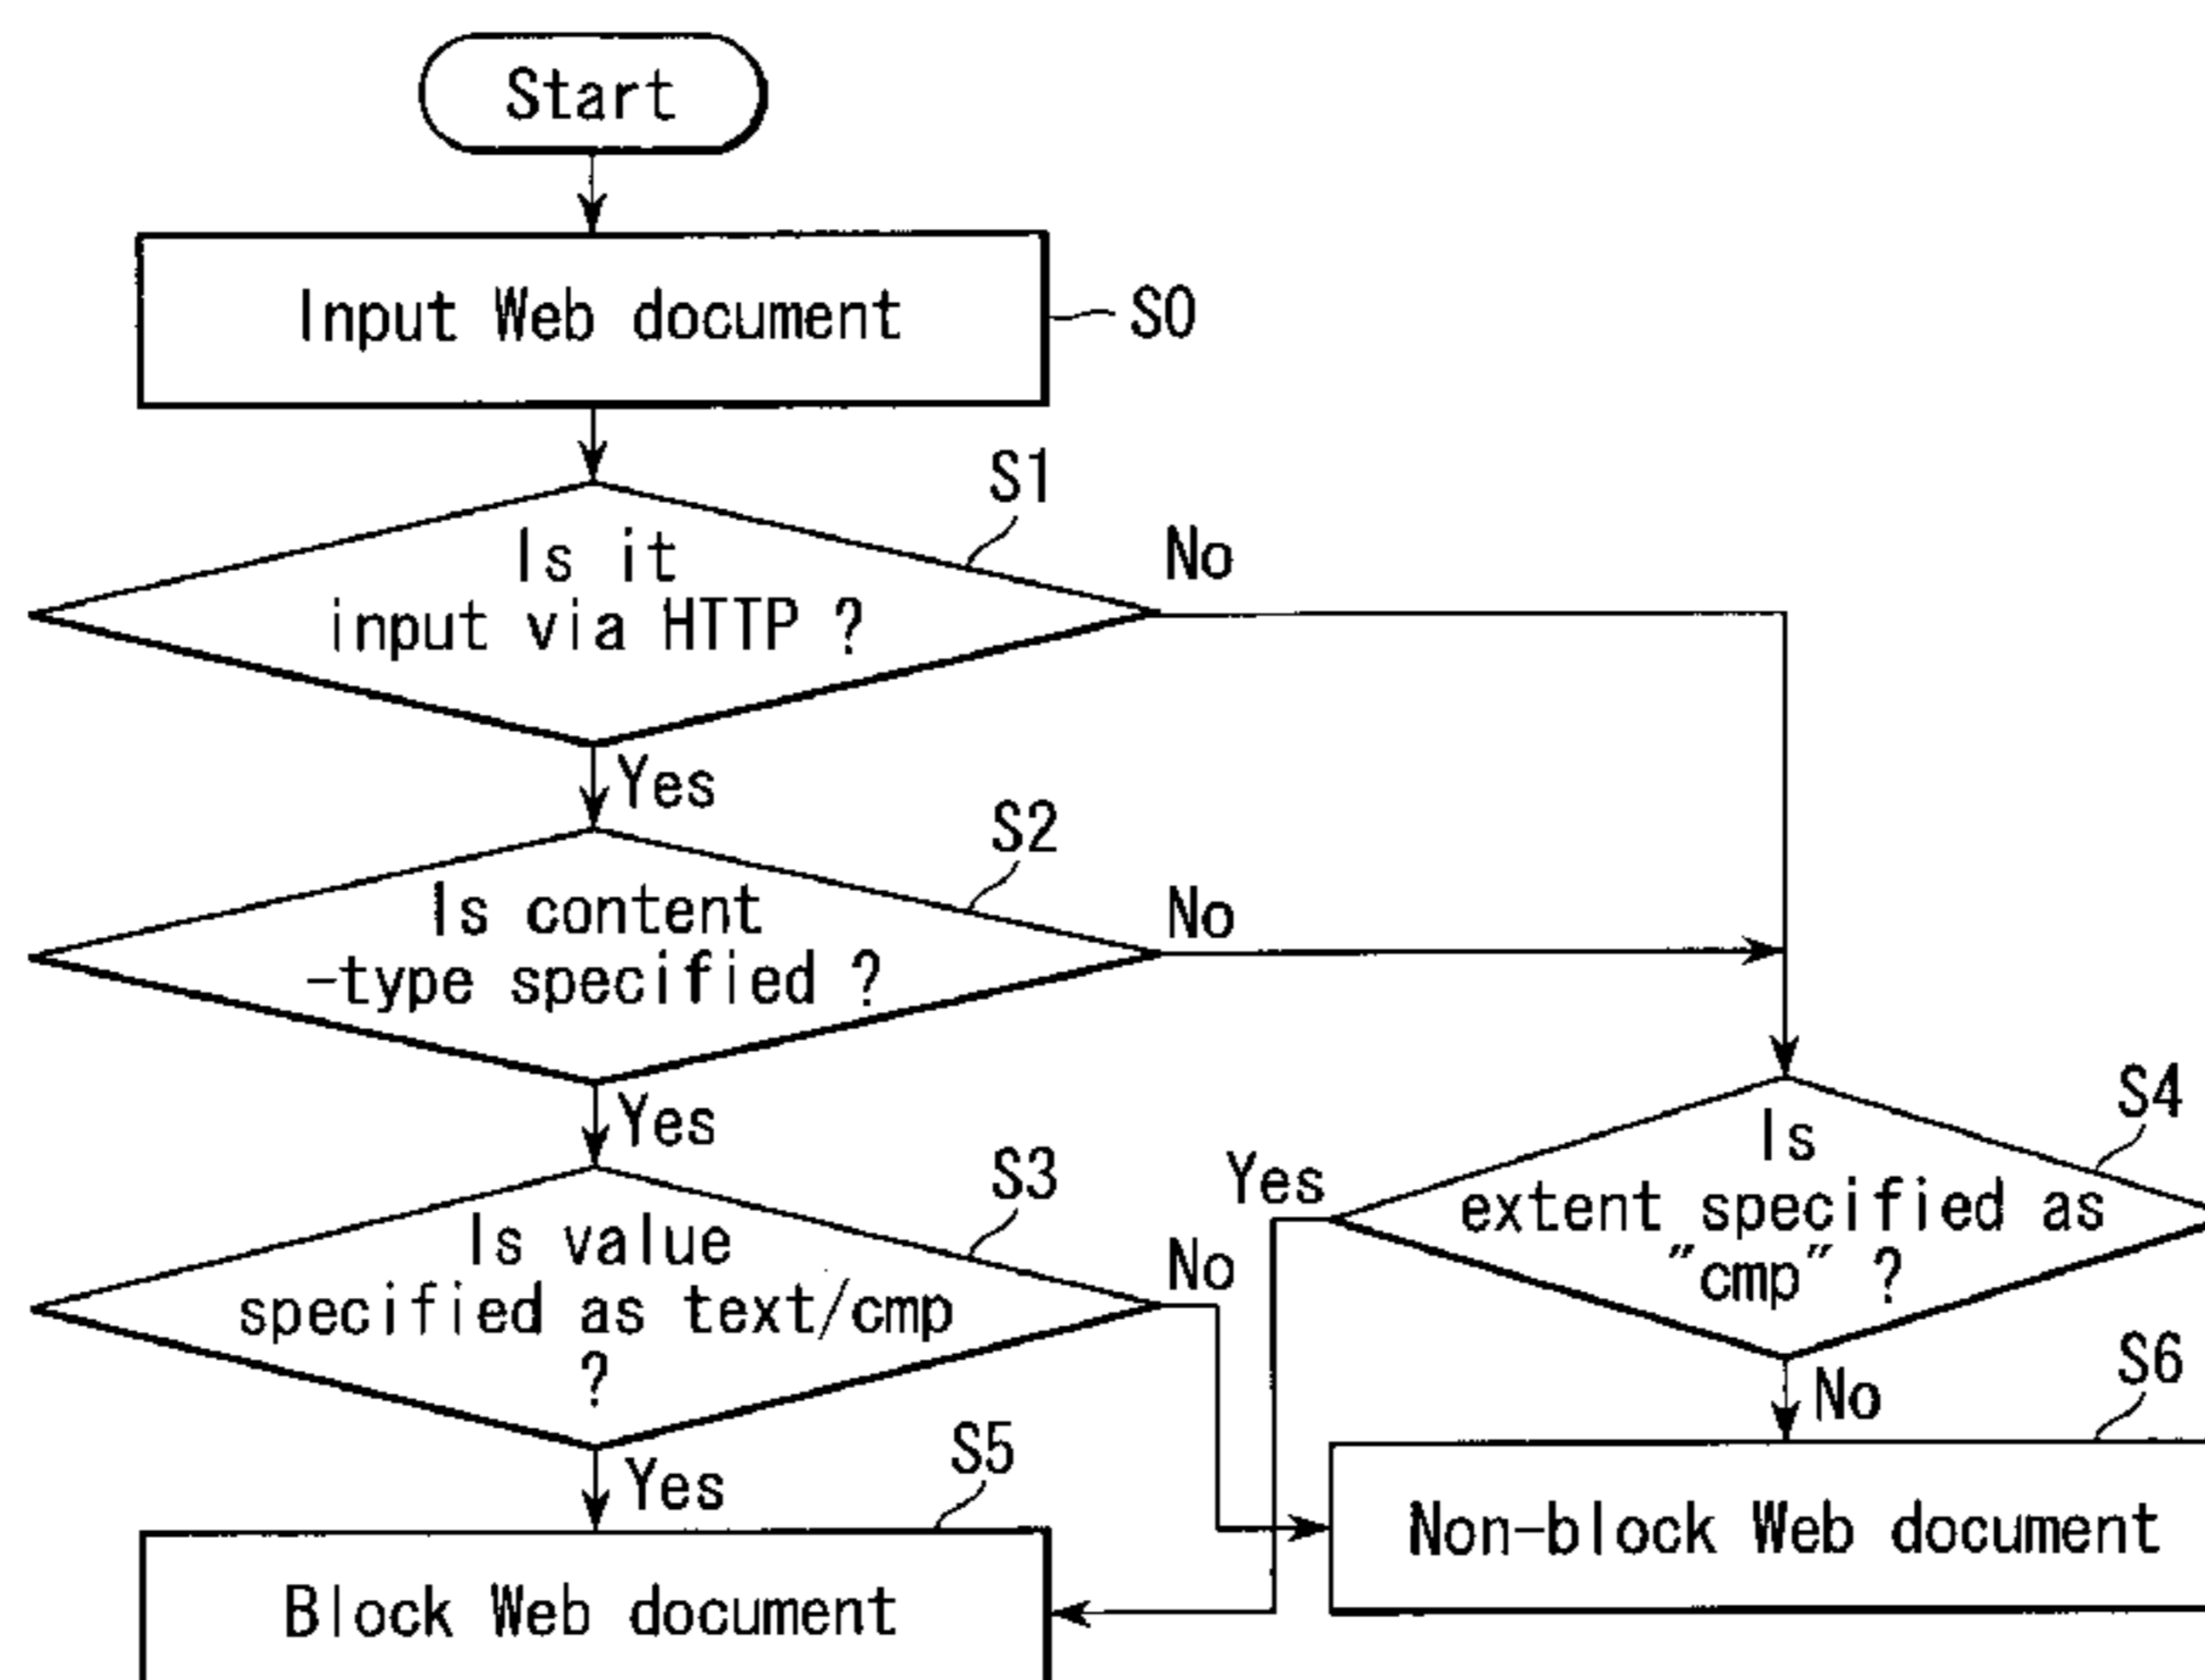 Start
Input Web document
S0
S1
Is it
input via HTTP ?
No
Yes
S2
Is content
-type specified ?
No
Yes
S3
Is value
specified as text/cmp
?
No
Yes
S4
Is
extent specified as
"cmp" ?
Yes
No
S5
Block Web document
S6
Non-block Web document